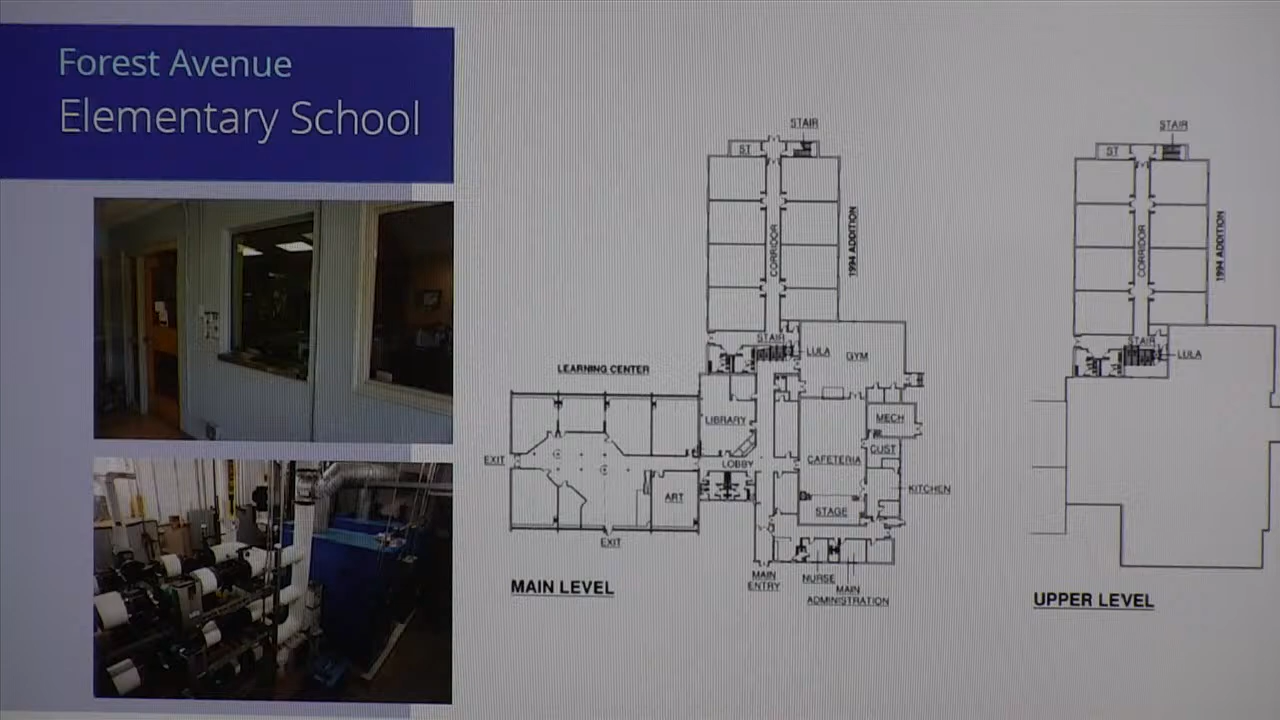 Forest Avenue
Elementary School
STAIR
ST
CORRIDOR
1994 ADDITION
STAIR
LULA
GYM
LEARNING CENTER
LIBRARY
MECH
CUST
EXIT
LOBBY
CAFETERIA
KITCHEN
ART
STAGE
EXIT
MAIN
ENTRY
NURSE
MAIN
ADMINISTRATION
MAIN LEVEL
STAIR
ST
CORRIDOR
1994 ADDITION
STAIR
LULA
UPPER LEVEL